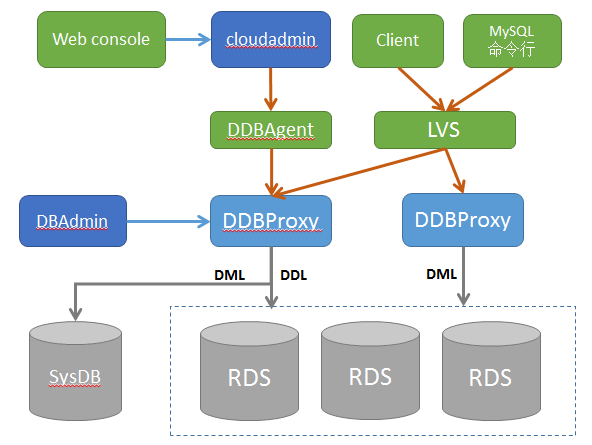 Web console
cloudadmin
Client
MySQL
命令行
DDBAgent
LVS
DBAdmin
DDBProxy
DDBProxy
DML
DDL
DML
SysDB
RDS
RDS
RDS